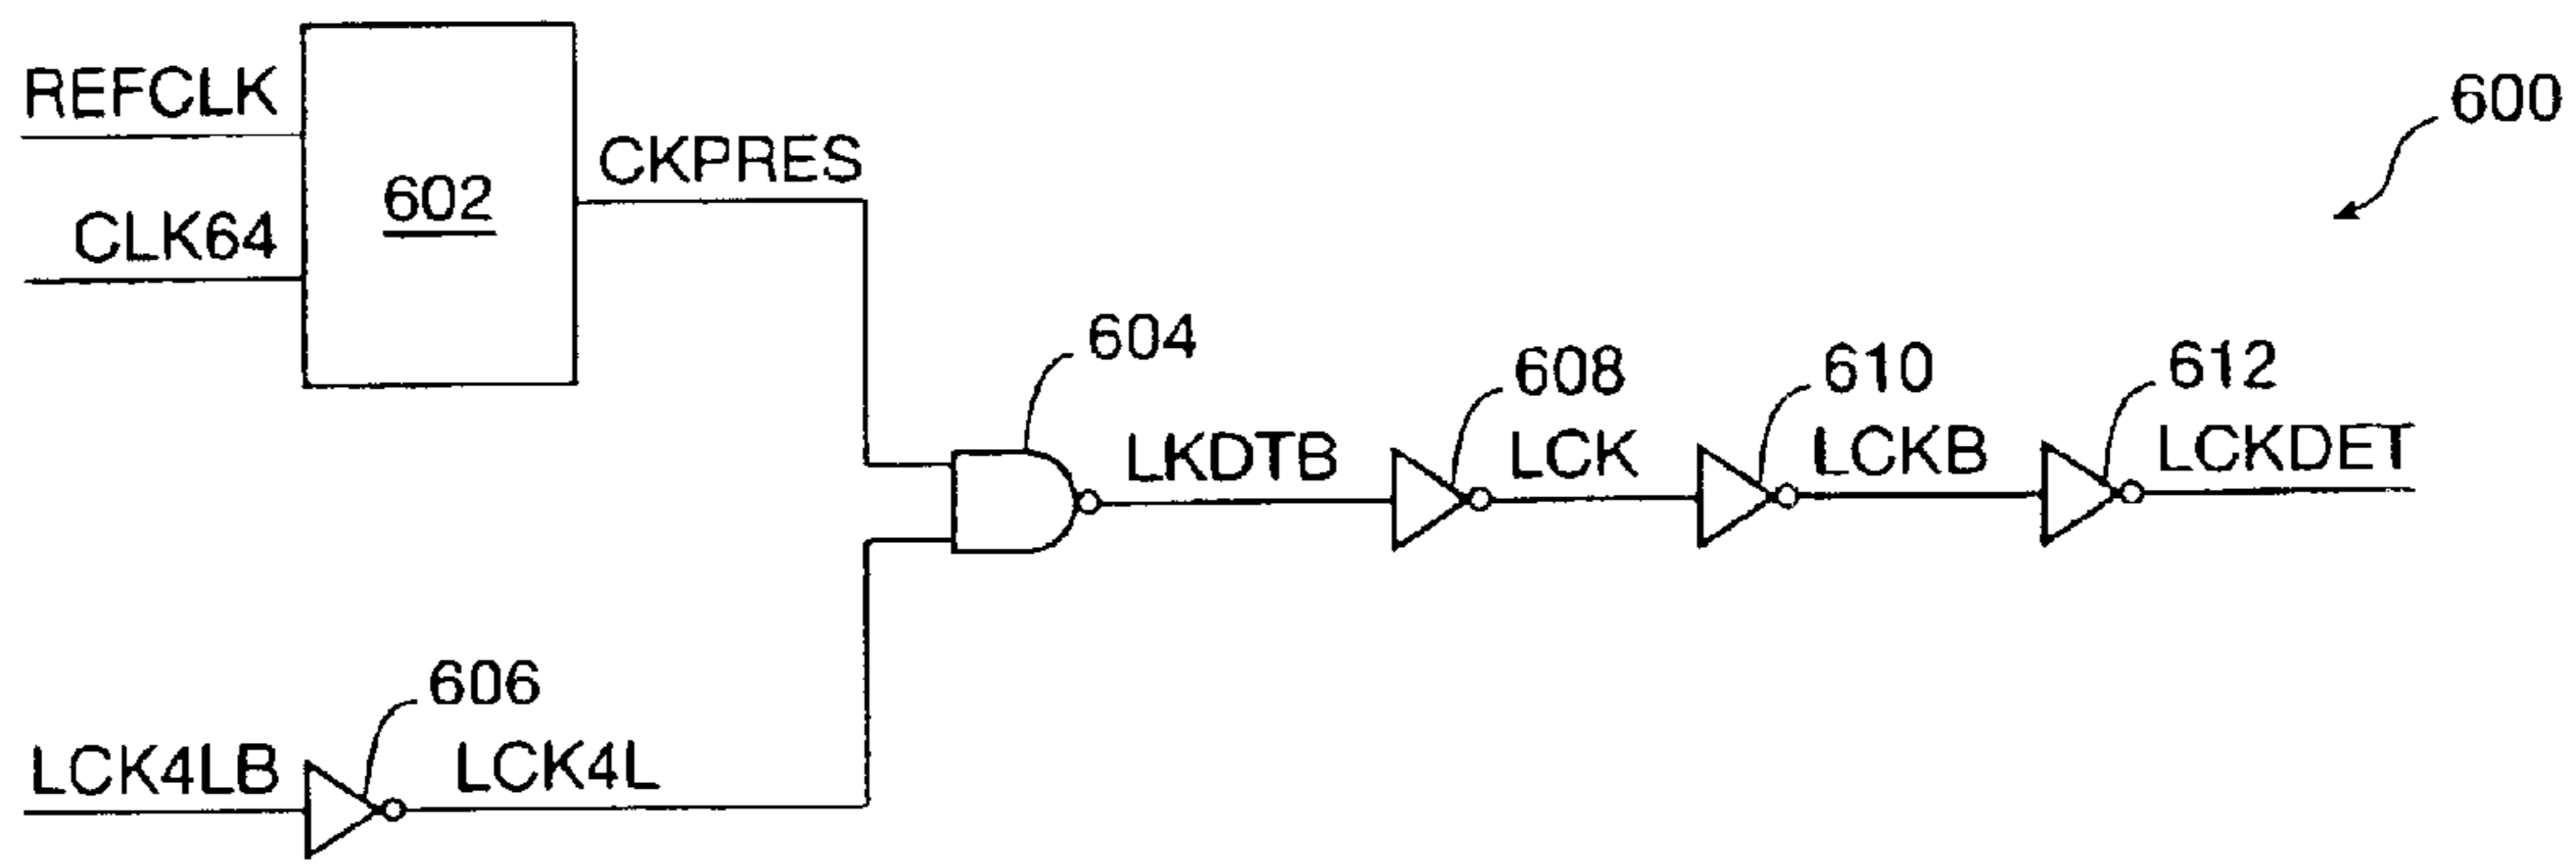 REFCLK
600
CKPRES
602
CLK64
604
608
610
612
LKDTB
LCK
LCKB
LCKDET
606
LCK4LB
LCK4L